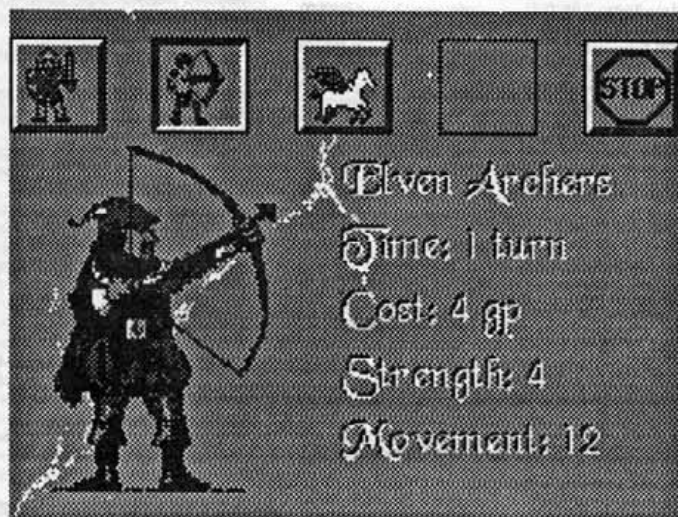 STOP
Elven Archers
Time: 1 turn
Cost: 4 gp
Strength: 4
Movement: 12